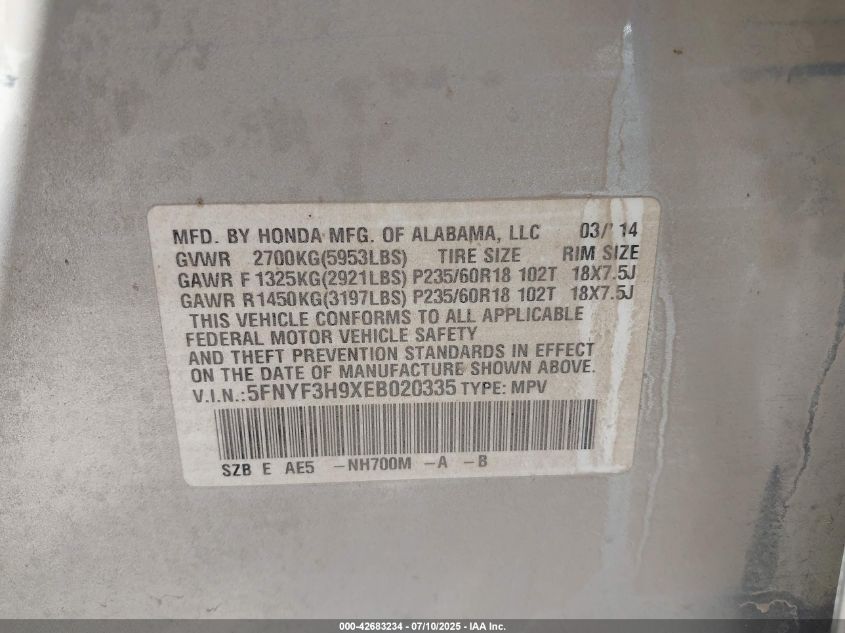 MFD. BY HONDA MFG. OF ALABAMA, LLC 03/'14
GVWR 2700KG(5953LBS) TIRE SIZE RIM SIZE
GAWR F 1325KG(2921LBS) P235/60R18 102T 18X7.5J
GAWR R1450KG(3197LBS) P235/60R18 102T 18X7.5J
THIS VEHICLE CONFORMS TO ALL APPLICABLE
FEDERAL MOTOR VEHICLE SAFETY
AND THEFT PREVENTION STANDARDS IN EFFECT
ON THE DATE OF MANUFACTURE SHOWN ABOVE.
V.I.N.:5FNYF3H9XEB020335 TYPE: MPV
SZB E AE5 -NH700M -A -B
000-42683234 - 07/10/2025 - IAA Inc.